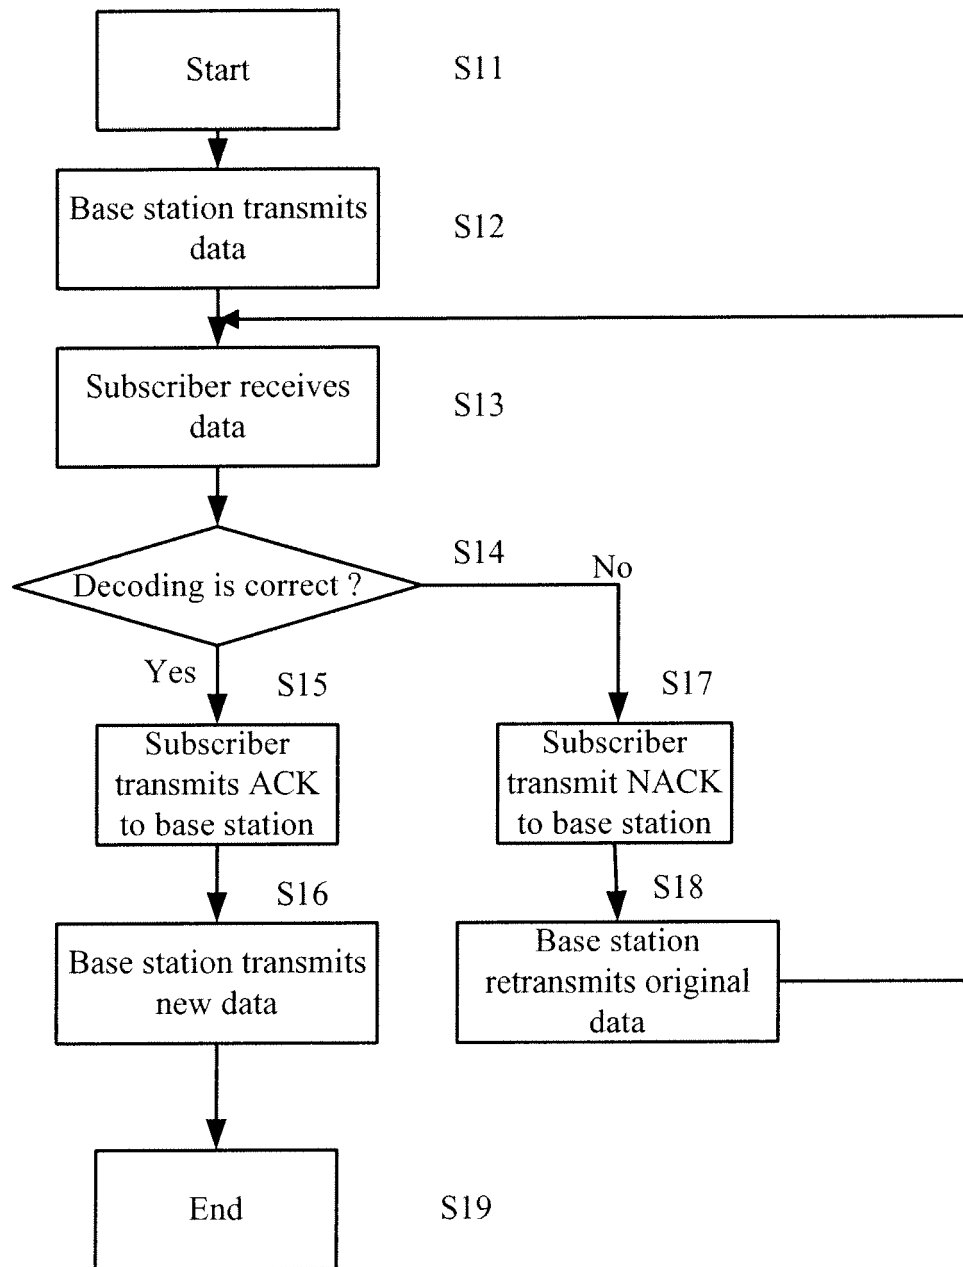 Start
S11
Base station transmits
data
S12
Subscriber receives
data
S13
Decoding is correct ?
S14
No
Yes
S15
S17
Subscriber
transmits ACK
to base station
Subscriber
transmit NACK
to base station
S16
S18
Base station transmits
new data
Base station
retransmits original
data
End
S19